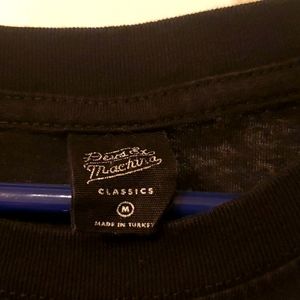 Deus Ex
Machina
CLASSICS
M
MADE IN TURKEY